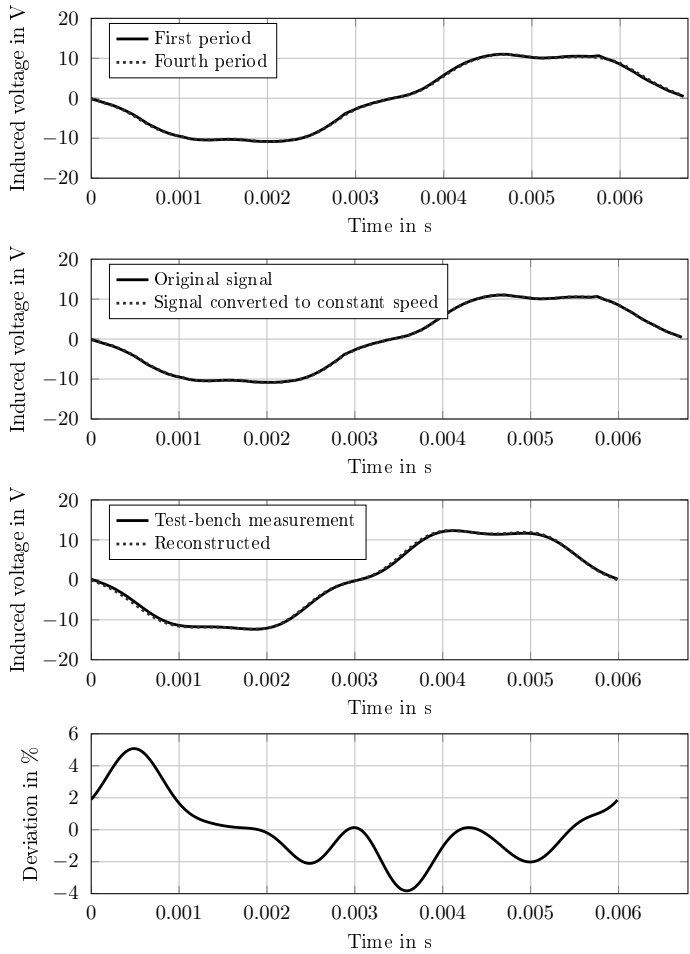 Induced voltage in V
20
10
0
−10
−20
First period
Fourth period
0 0.001 0.002 0.003 0.004 0.005 0.006
Time in s
Induced voltage in V
20
10
0
−10
−20
Original signal
Signal converted to constant speed
0 0.001 0.002 0.003 0.004 0.005 0.006
Time in s
Induced voltage in V
20
10
0
−10
−20
Test-bench measurement
Reconstructed
0 0.001 0.002 0.003 0.004 0.005 0.006
Time in s
Deviation in %
6
4
2
0
−2
−4
0 0.001 0.002 0.003 0.004 0.005 0.006
Time in s